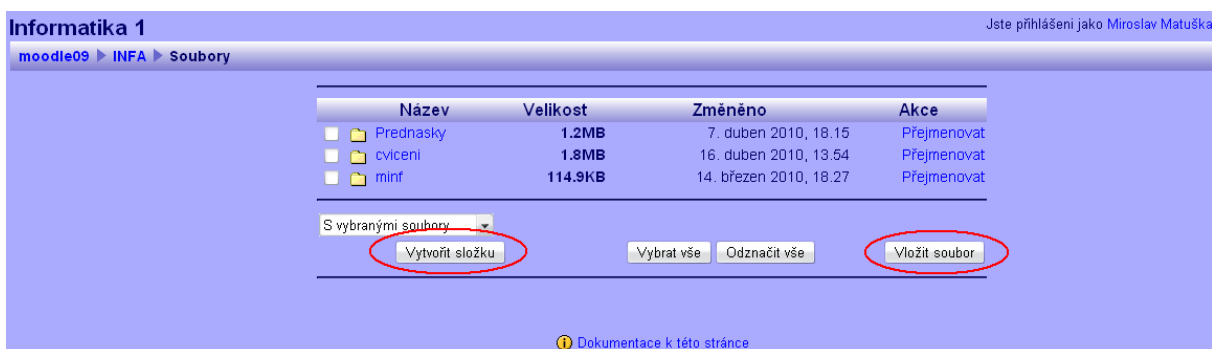 Informatika 1
Jste přihlášeni jako Miroslav Matuška
moodle09 ▶ INFA ▶ Soubory
Název Velikost Změněno Akce
Prednasky 1.2MB 7. duben 2010, 18.15 Přejmenovat
cviceni 1.8MB 16. duben 2010, 13.54 Přejmenovat
minf 114.9KB 14. březen 2010, 18.27 Přejmenovat
S vybranými soubory
Vytvořit složku Vybrat vše Odznačit vše Vložit soubor
Dokumentace k této stránce